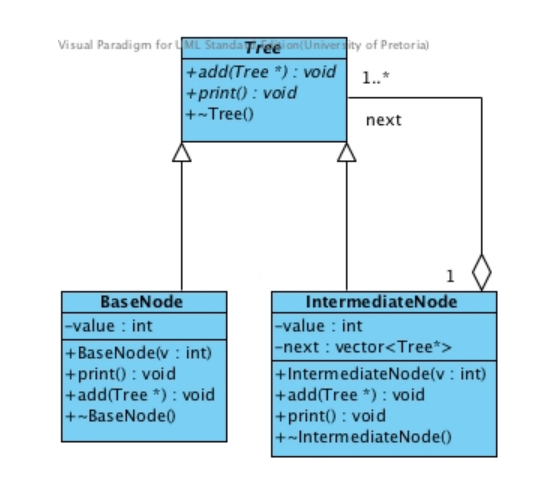 Visual Paradigm for UML Standard Edition(University of Pretoria)
Tree
+add(Tree *) : void
+print() : void
+~Tree()
1..*
next
1
BaseNode
-value : int
+BaseNode(v : int)
+print() : void
+add(Tree *) : void
+~BaseNode()
IntermediateNode
-value : int
-next : vector<Tree*>
+IntermediateNode(v : int)
+add(Tree *) : void
+print() : void
+~IntermediateNode()